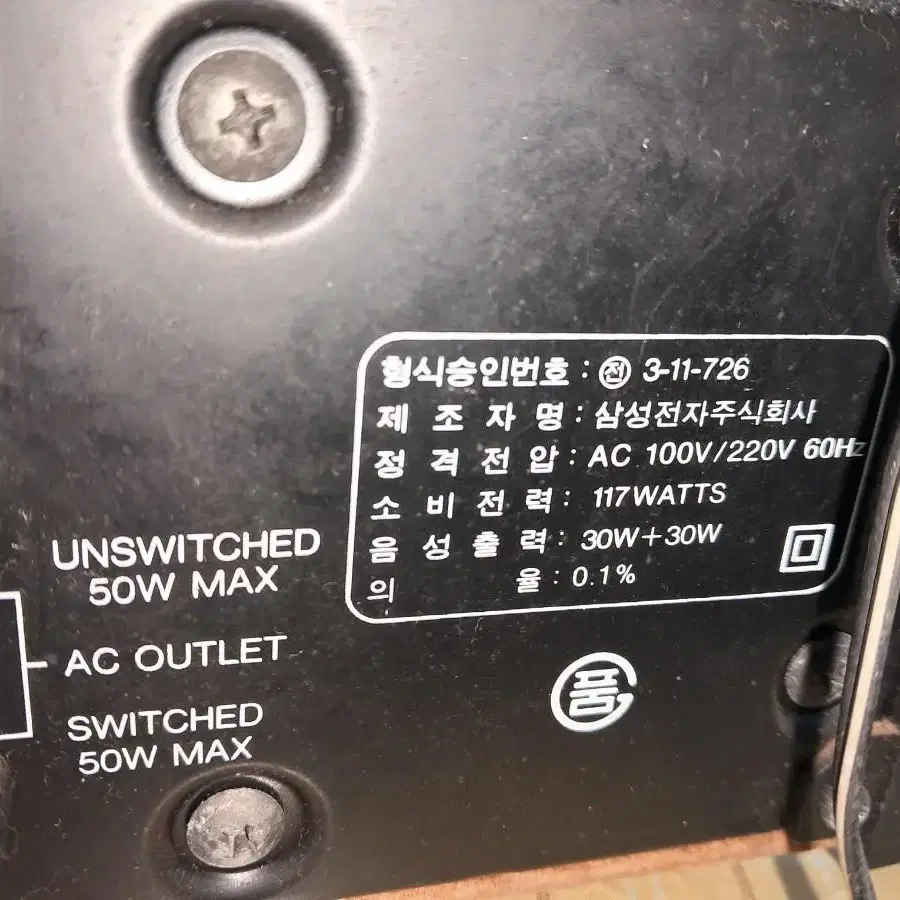 형식승인번호 : 전 3-11-726
제 조 자 명 : 삼성전자주식회사
정 격 전 압 : AC 100V/220V 60Hz
소 비 전 력 : 117WATTS
음 성 출 력 : 30W+30W
의 율 : 0.1%
UNSWITCHED
50W MAX
AC OUTLET
SWITCHED
50W MAX
품